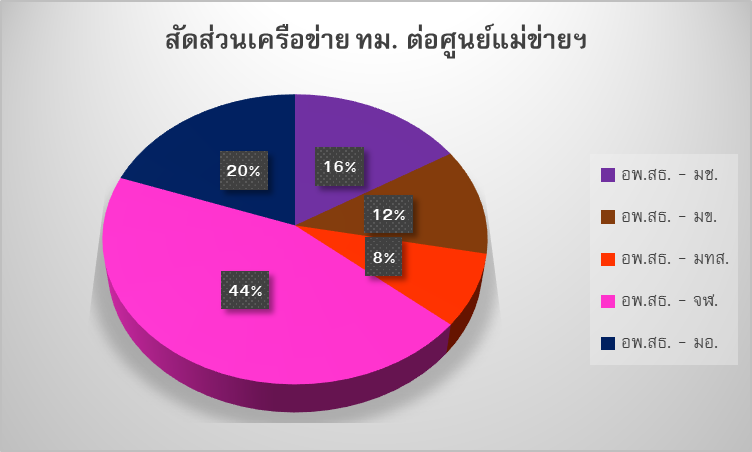 สัดส่วนเครือข่าย ทม. ต่อศูนย์แม่ข่ายฯ
16%
20%
12%
8%
44%
อพ.สธ. - มช.
อพ.สธ. - มข.
อพ.สธ. - มทส.
อพ.สธ. - จฬ.
อพ.สธ. - มอ.